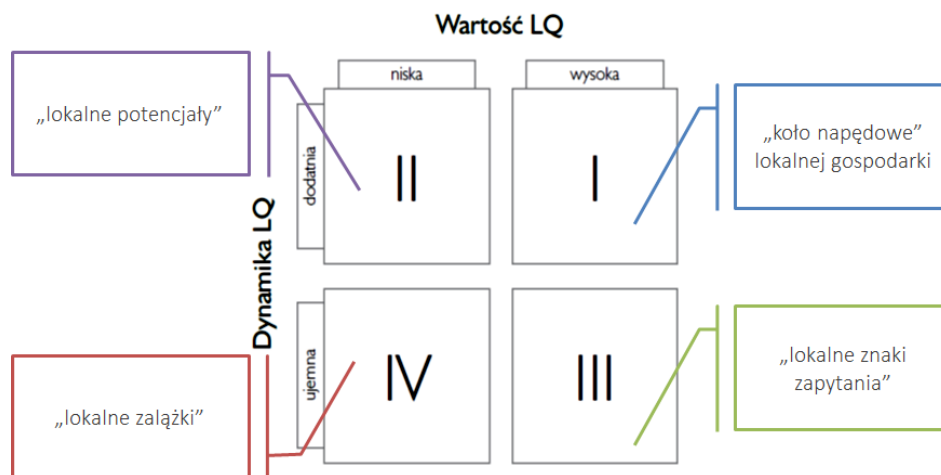 Wartość LQ
niska
wysoka
„lokalne potencjały”
dodatnia
II
I
„koło napędowe”
lokalnej gospodarki
Dynamika LQ
ujemna
IV
III
„lokalne zalążki”
„lokalne znaki
zapytania”